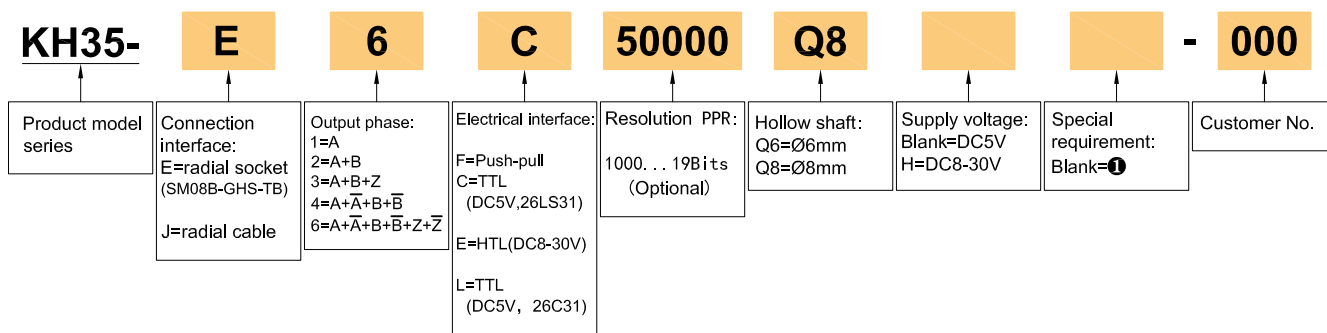 KH35- E 6 C 50000 Q8 - 000
Product model
series
Connection
interface:
E=radial socket
(SM08B-GHS-TB)
J=radial cable
Output phase:
1=A
2=A+B
3=A+B+Z
4=A+A̅+B+B̅
6=A+A̅+B+B̅+Z+Z̅
Electrical interface:
F=Push-pull
C=TTL
(DC5V,26LS31)
E=HTL(DC8-30V)
L=TTL
(DC5V, 26C31)
Resolution PPR:
1000...19Bits
(Optional)
Hollow shaft:
Q6=Ø6mm
Q8=Ø8mm
Supply voltage:
Blank=DC5V
H=DC8-30V
Special
requirement:
Blank=❶
Customer No.